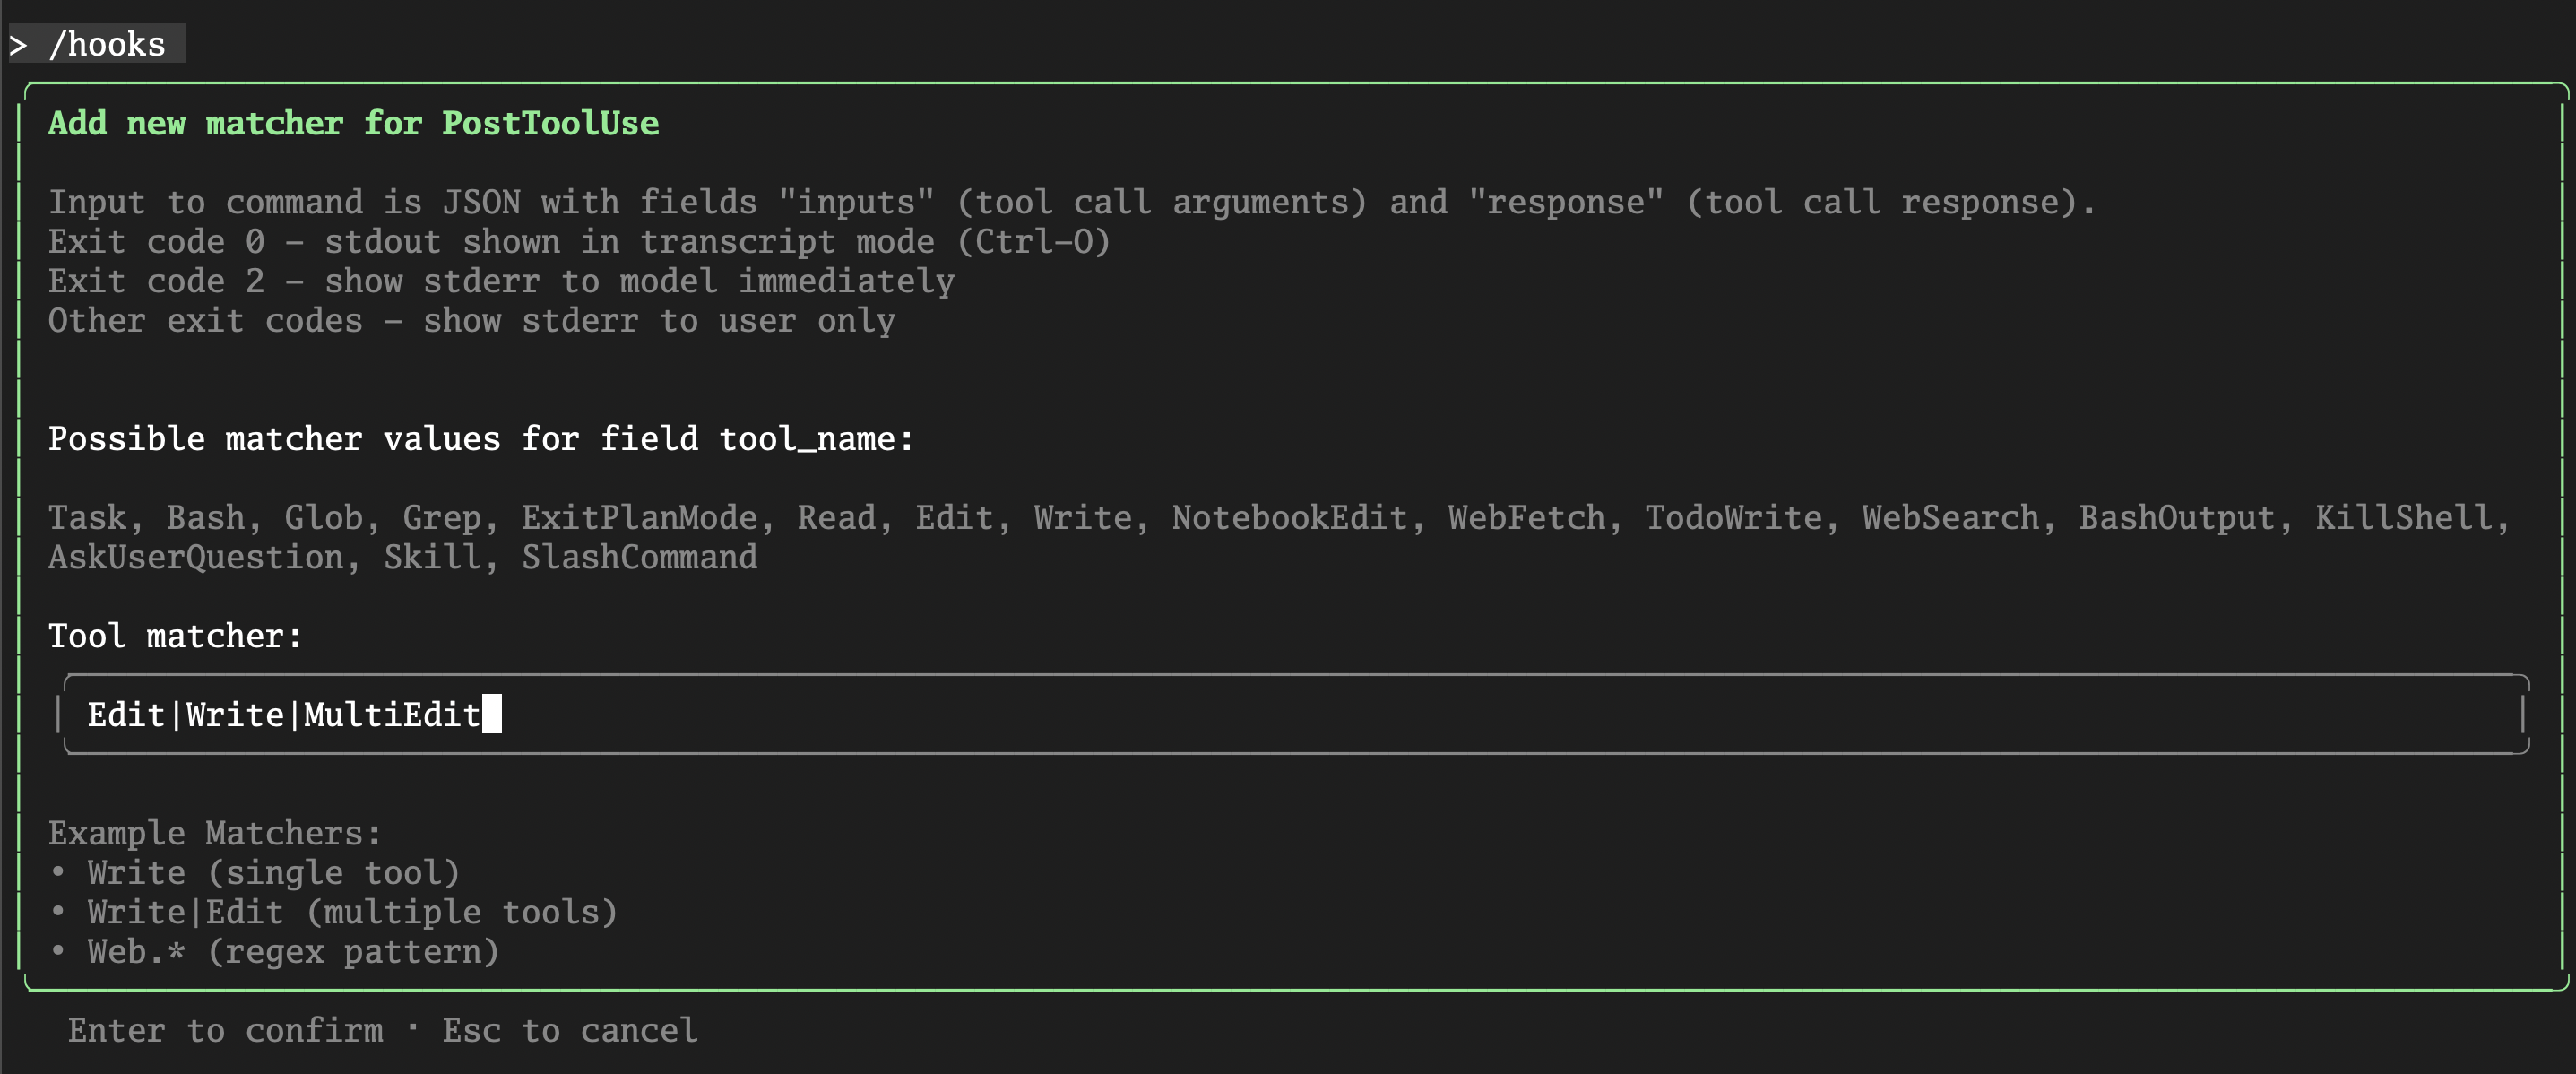 > /hooks
Add new matcher for PostToolUse
Input to command is JSON with fields "inputs" (tool call arguments) and "response" (tool call response).
Exit code 0 - stdout shown in transcript mode (Ctrl-O)
Exit code 2 - show stderr to model immediately
Other exit codes - show stderr to user only
Possible matcher values for field tool_name:
Task, Bash, Glob, Grep, ExitPlanMode, Read, Edit, Write, NotebookEdit, WebFetch, TodoWrite, WebSearch, BashOutput, KillShell,
AskUserQuestion, Skill, SlashCommand
Tool matcher:
Edit|Write|MultiEdit
Example Matchers:
• Write (single tool)
• Write|Edit (multiple tools)
• Web.* (regex pattern)
Enter to confirm · Esc to cancel